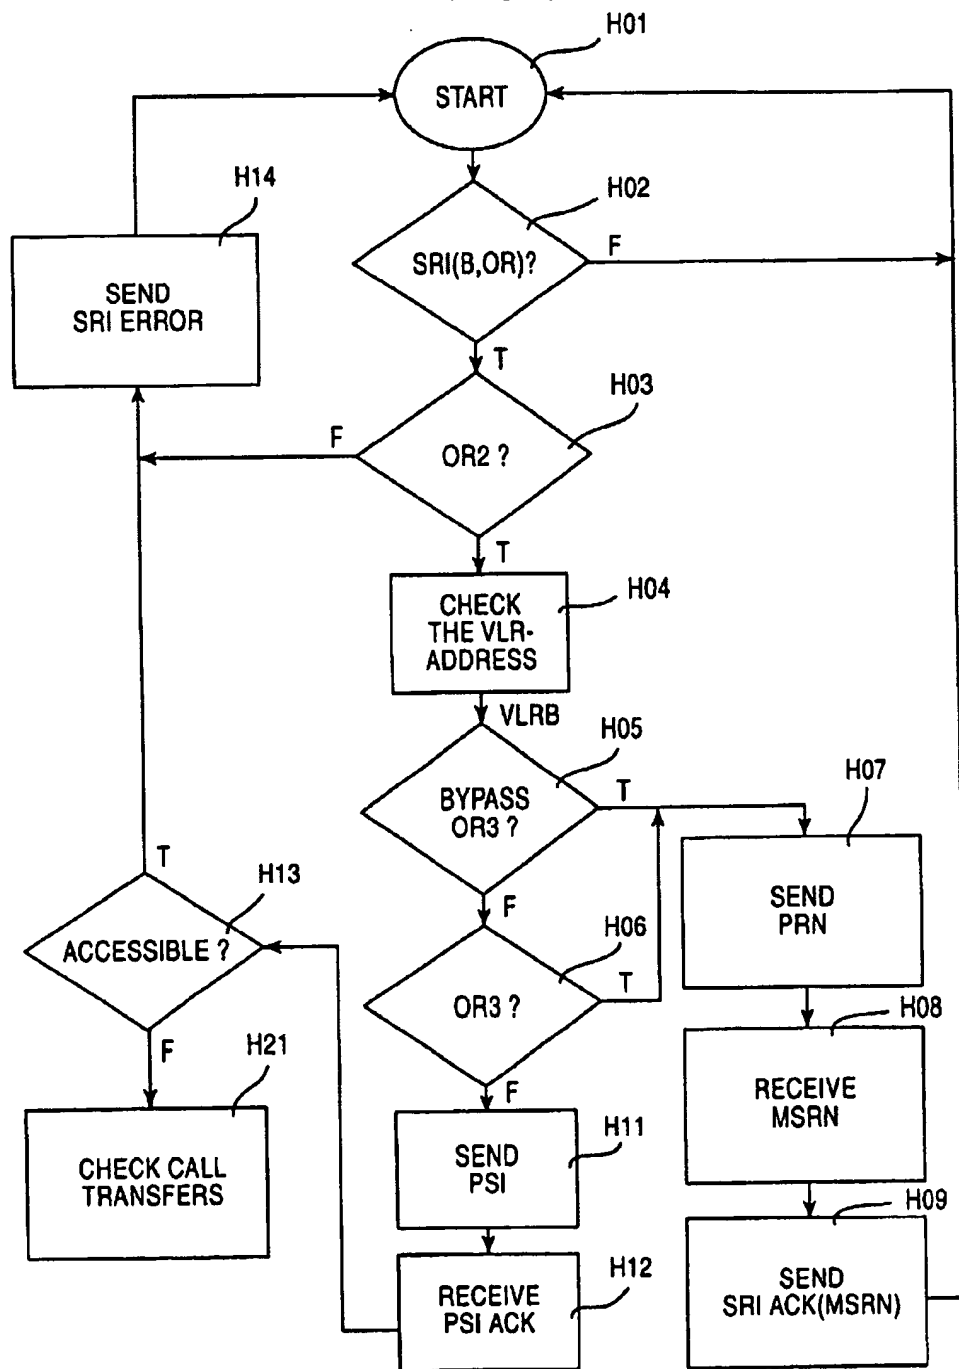 H01
START
H14
H02
SRI(B,OR)?
F
SEND
SRI ERROR
T
H03
F
OR2 ?
T
H04
CHECK
THE VLR-
ADDRESS
VLRB
H05
BYPASS
OR3 ?
T
H07
F
SEND
PRN
T
H13
H06
ACCESSIBLE ?
OR3 ?
T
H08
F
F
H21
RECEIVE
MSRN
H11
CHECK CALL
TRANSFERS
SEND
PSI
H09
H12
RECEIVE
PSI ACK
SEND
SRI ACK(MSRN)